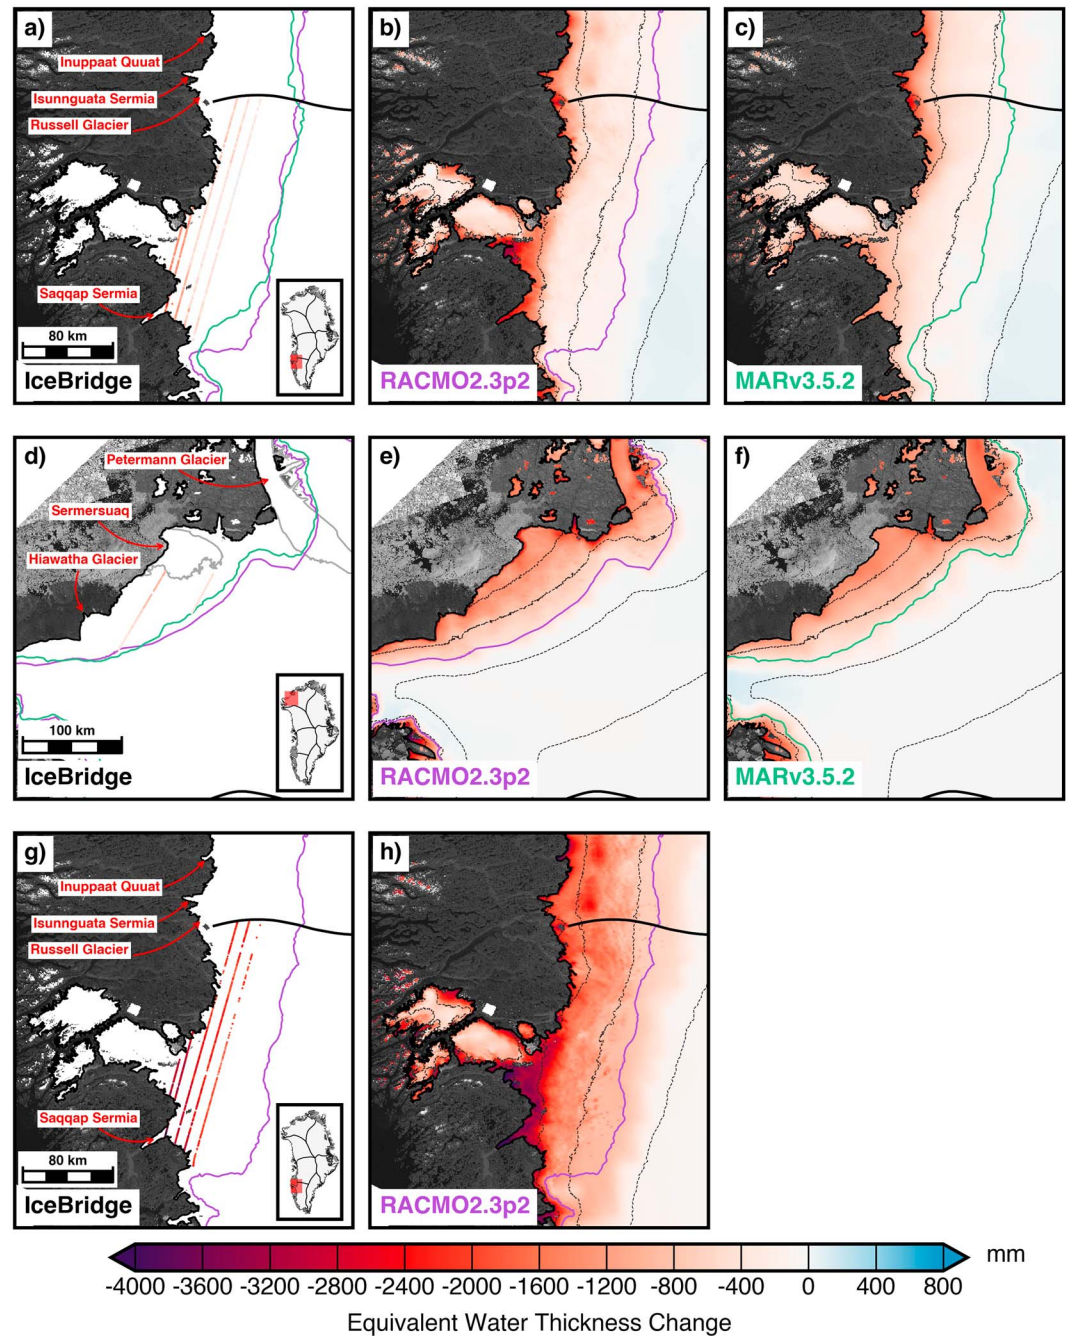 a)
Inuppaat Quuat
Isunnguata Sermia
Russell Glacier
Saqqap Sermia
80 km
IceBridge
b)
RACMO2.3p2
c)
MARv3.5.2
d)
Petermann Glacier
Sermersuaq
Hiawatha Glacier
100 km
IceBridge
e)
RACMO2.3p2
f)
MARv3.5.2
g)
Inuppaat Quuat
Isunnguata Sermia
Russell Glacier
Saqqap Sermia
80 km
IceBridge
h)
RACMO2.3p2
mm
-4000 -3600 -3200 -2800 -2400 -2000 -1600 -1200 -800 -400 0 400 800
Equivalent Water Thickness Change